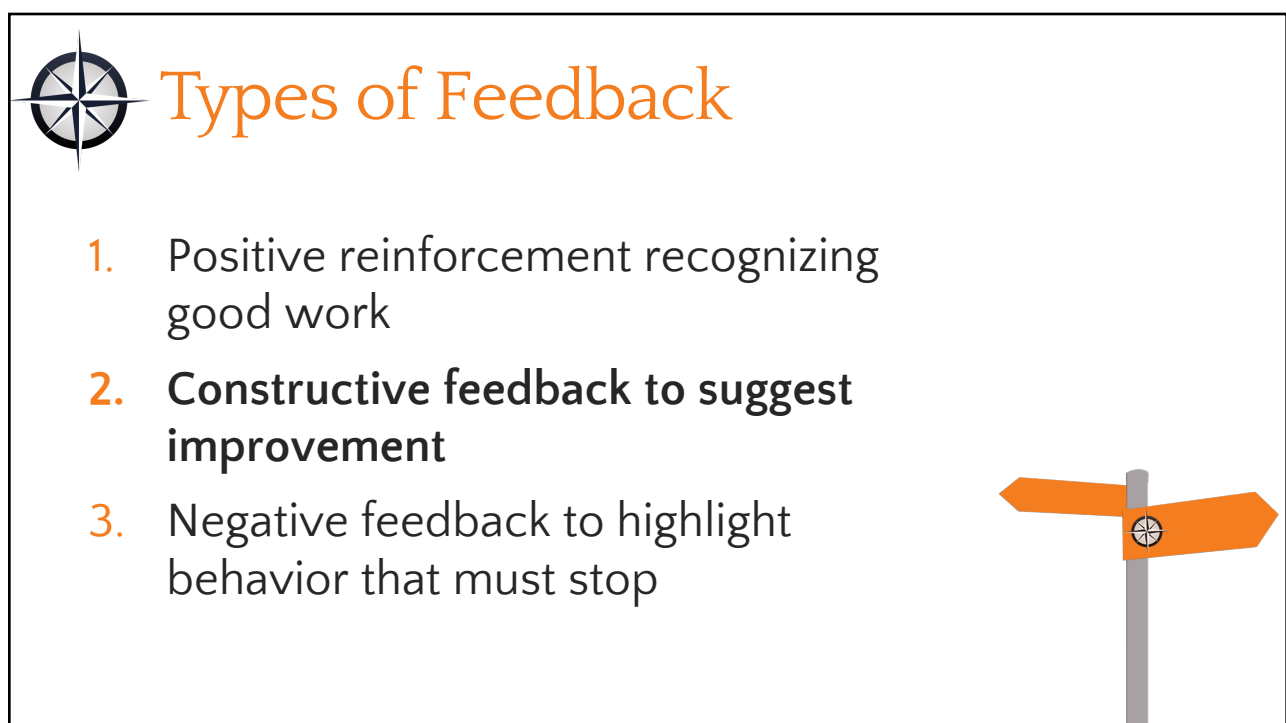 Types of Feedback
1. Positive reinforcement recognizing
good work
2. Constructive feedback to suggest
improvement
3. Negative feedback to highlight
behavior that must stop